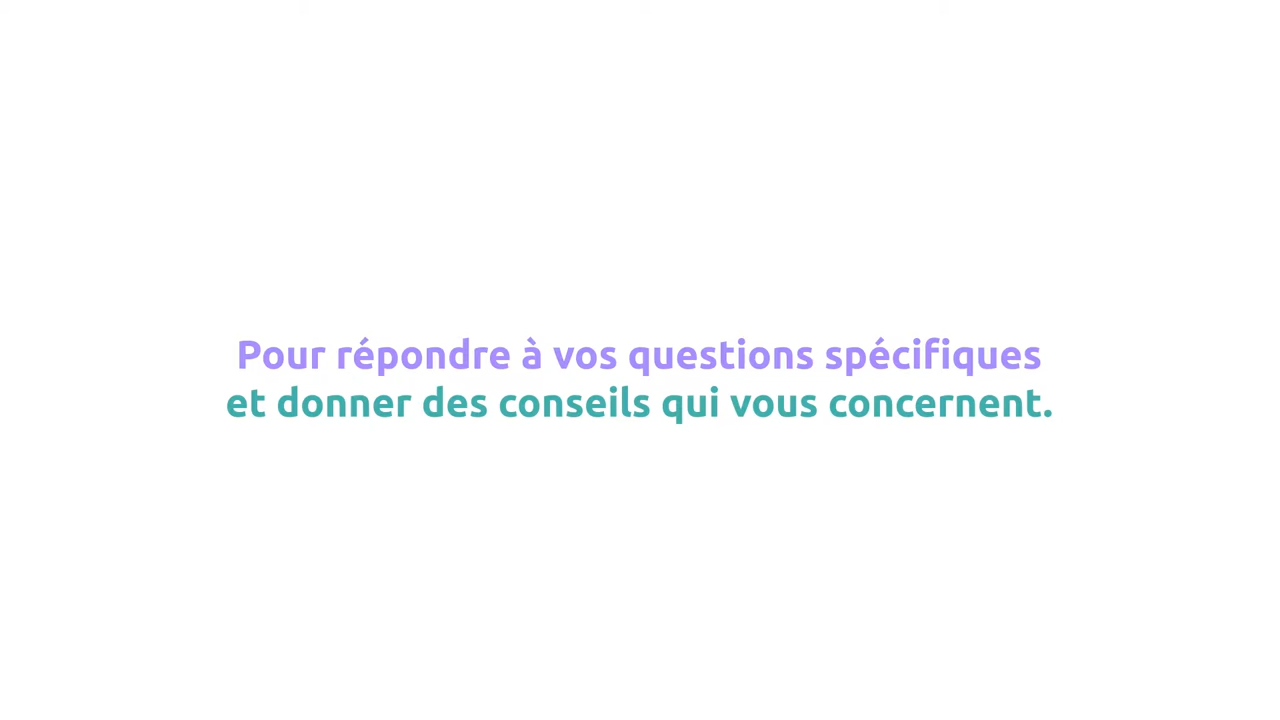 Pour répondre à vos questions spécifiques
et donner des conseils qui vous concernent.